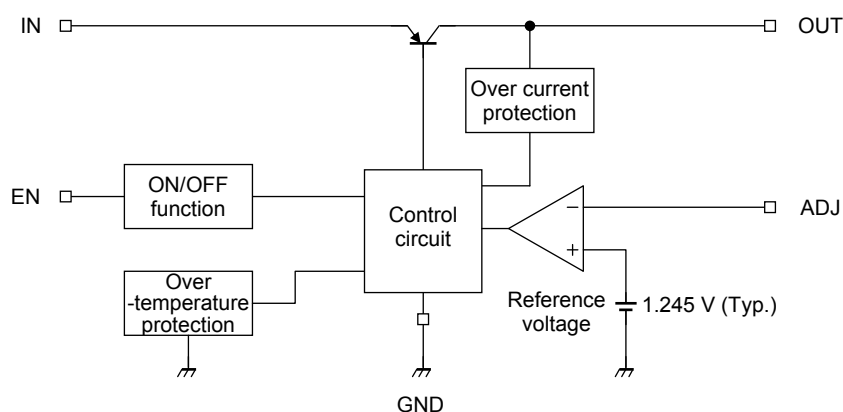 IN
OUT
Over current
protection
EN
ON/OFF
function
Control
circuit
−
+
ADJ
Over
-temperature
protection
Reference
voltage
1.245 V (Typ.)
GND